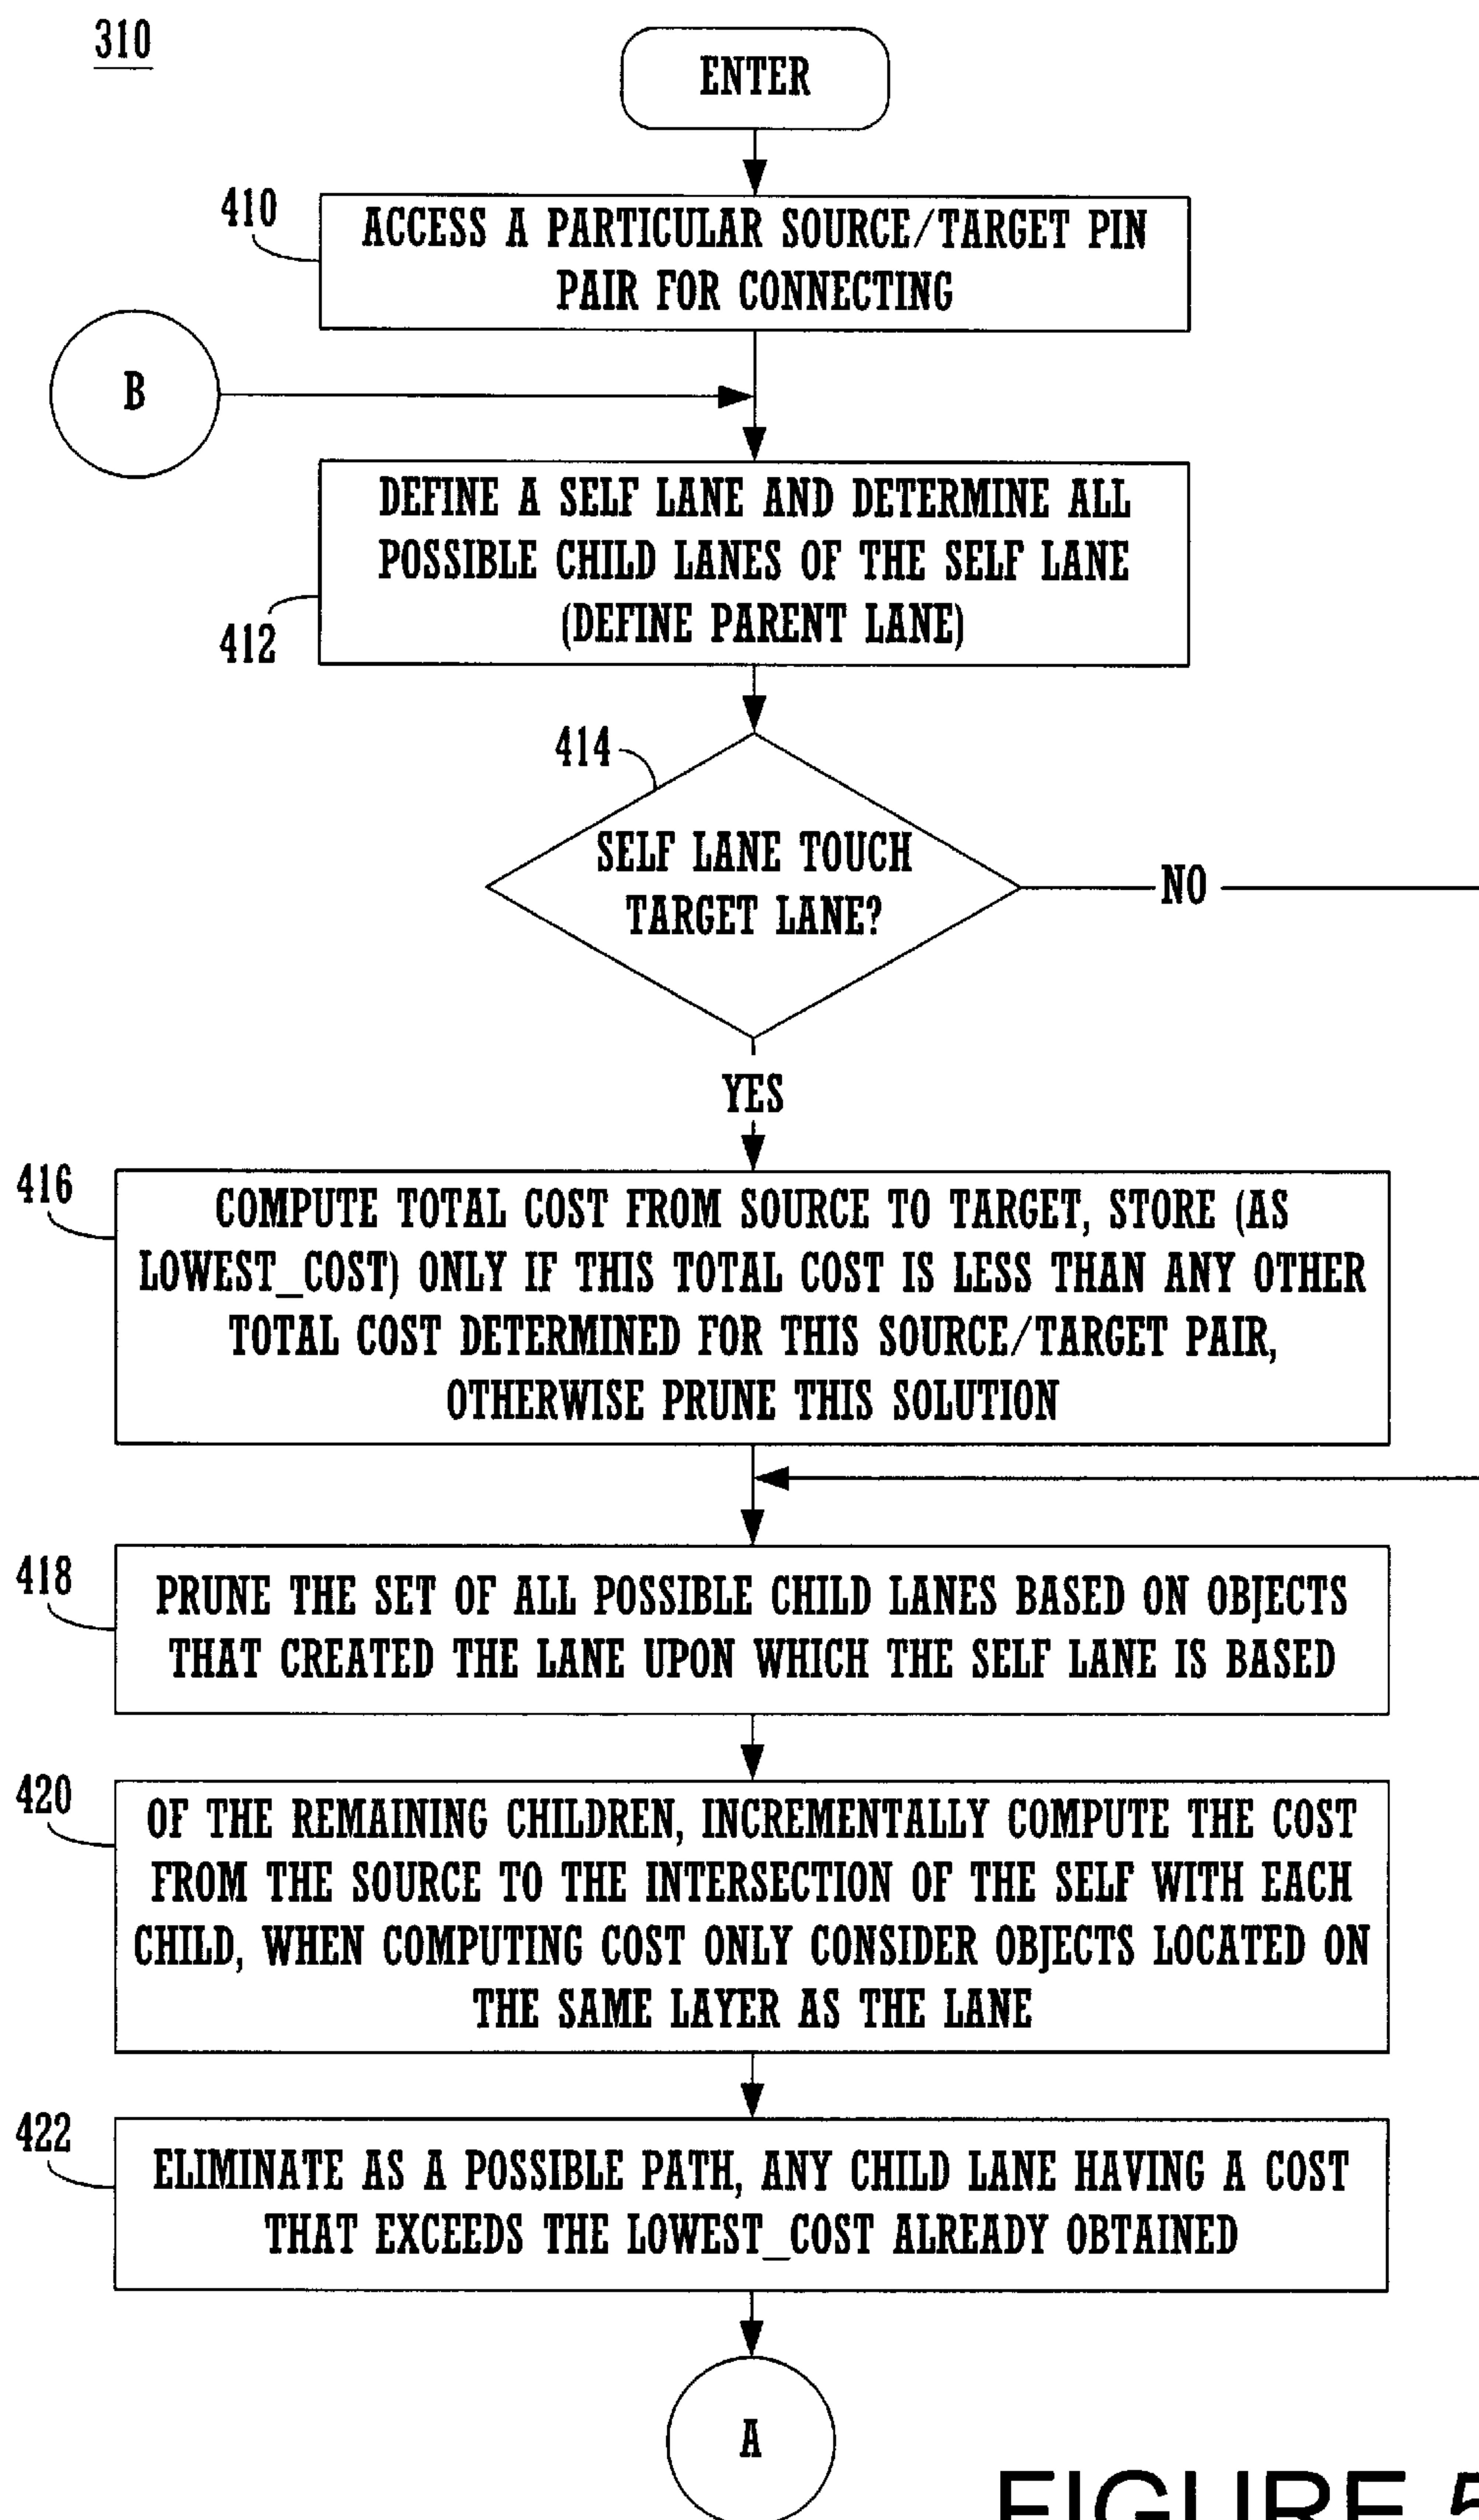 310
ENTER
410
ACCESS A PARTICULAR SOURCE/TARGET PIN
PAIR FOR CONNECTING
B
DEFINE A SELF LANE AND DETERMINE ALL
POSSIBLE CHILD LANES OF THE SELF LANE
(DEFINE PARENT LANE)
412
414
SELF LANE TOUCH
TARGET LANE?
NO
YES
416
COMPUTE TOTAL COST FROM SOURCE TO TARGET, STORE (AS
LOWEST_COST) ONLY IF THIS TOTAL COST IS LESS THAN ANY OTHER
TOTAL COST DETERMINED FOR THIS SOURCE/TARGET PAIR,
OTHERWISE PRUNE THIS SOLUTION
418
PRUNE THE SET OF ALL POSSIBLE CHILD LANES BASED ON OBJECTS
THAT CREATED THE LANE UPON WHICH THE SELF LANE IS BASED
420
OF THE REMAINING CHILDREN, INCREMENTALLY COMPUTE THE COST
FROM THE SOURCE TO THE INTERSECTION OF THE SELF WITH EACH
CHILD, WHEN COMPUTING COST ONLY CONSIDER OBJECTS LOCATED ON
THE SAME LAYER AS THE LANE
422
ELIMINATE AS A POSSIBLE PATH, ANY CHILD LANE HAVING A COST
THAT EXCEEDS THE LOWEST_COST ALREADY OBTAINED
A
FIGURE 5